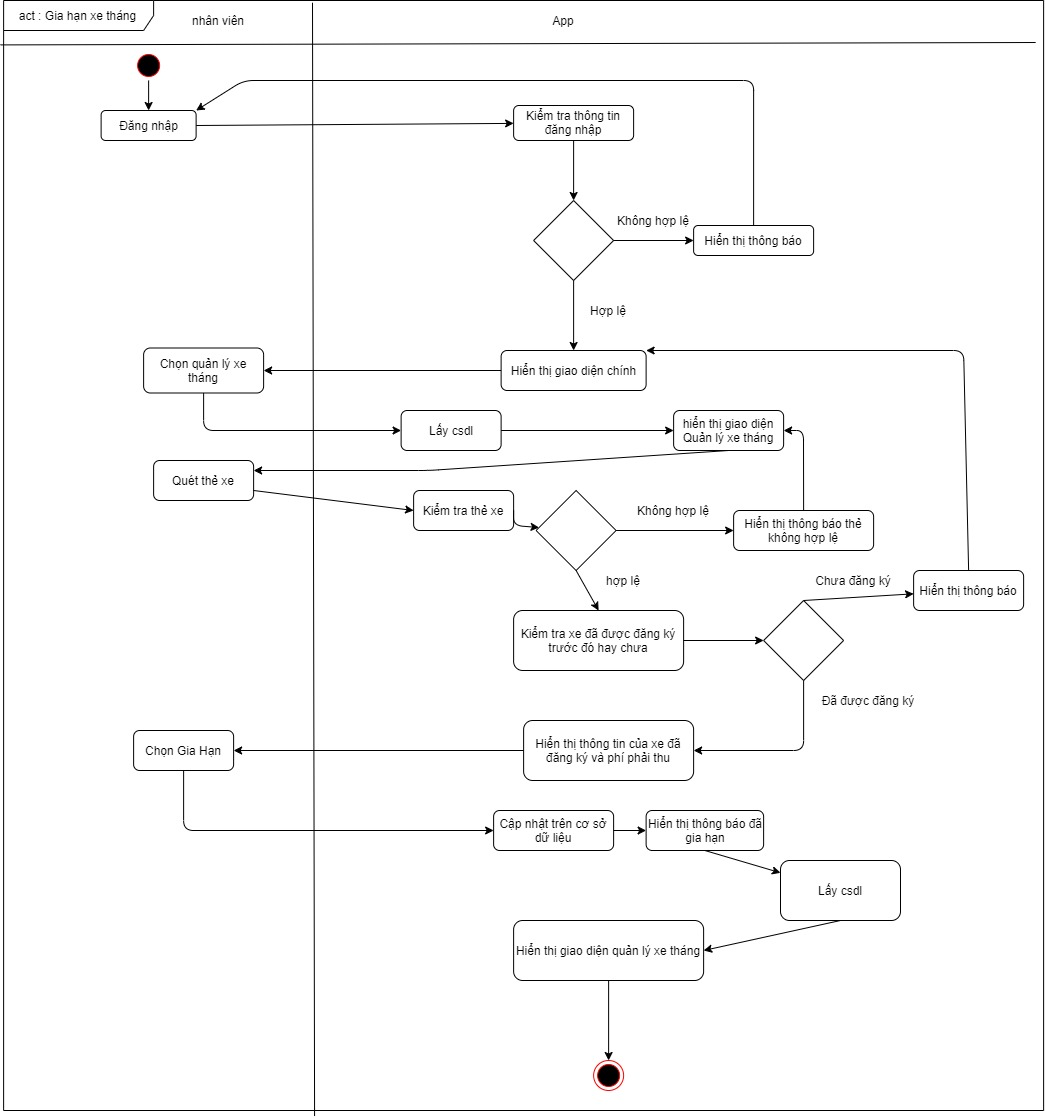 act : Gia hạn xe tháng
nhân viên
App
Đăng nhập
Kiểm tra thông tin
đăng nhập
Không hợp lệ
Hiển thị thông báo
Hợp lệ
Chọn quản lý xe
tháng
Hiển thị giao diện chính
Lấy csdl
hiển thị giao diện
Quản lý xe tháng
Quét thẻ xe
Kiểm tra thẻ xe
Không hợp lệ
Hiển thị thông báo thẻ
không hợp lệ
hợp lệ
Chưa đăng ký
Hiển thị thông báo
Kiểm tra xe đã được đăng ký
trước đó hay chưa
Đã được đăng ký
Chọn Gia Hạn
Hiển thị thông tin của xe đã
đăng ký và phí phải thu
Cập nhật trên cơ sở
dữ liệu
Hiển thị thông báo đã
gia hạn
Lấy csdl
Hiển thị giao diện quản lý xe tháng